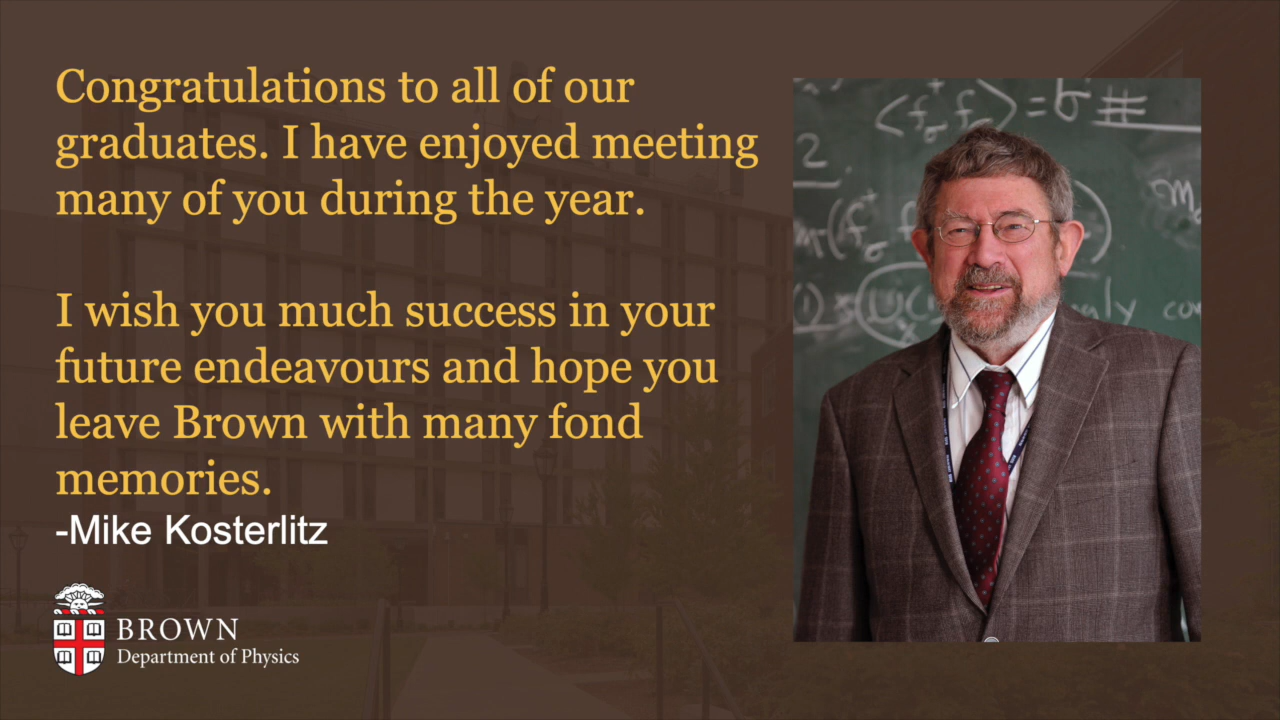 Congratulations to all of our
graduates. I have enjoyed meeting
many of you during the year.
I wish you much success in your
future endeavours and hope you
leave Brown with many fond
memories.
-Mike Kosterlitz
BROWN
Department of Physics